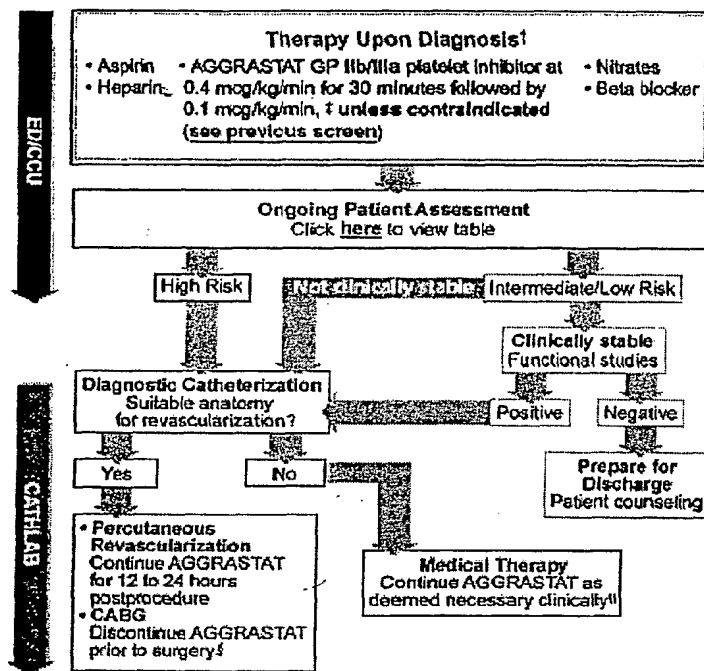 ED/CCU
Therapy Upon Diagnosis†
• Aspirin
• Heparin
• AGGRASTAT GP IIb/IIIa platelet inhibitor at
0.4 mcg/kg/min for 30 minutes followed by
0.1 mcg/kg/min, ‡ unless contraindicated
(see previous screen)
• Nitrates
• Beta blocker
Ongoing Patient Assessment
Click here to view table
High Risk
Not clinically stable
Intermediate/Low Risk
Clinically stable
Functional studies
CATH LAB
Diagnostic Catheterization
Suitable anatomy
for revascularization?
Positive
Negative
Yes
No
Prepare for
Discharge
Patient counseling
• Percutaneous
Revascularization
Continue AGGRASTAT
for 12 to 24 hours
postprocedure
• CABG
Discontinue AGGRASTAT
prior to surgery§
Medical Therapy
Continue AGGRASTAT as
deemed necessary clinically